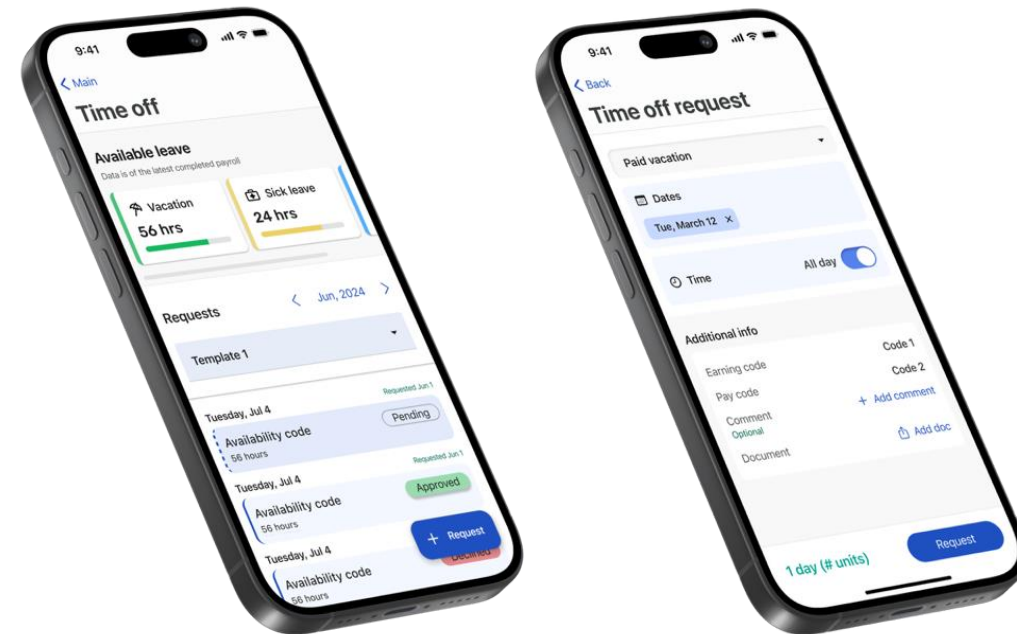 9:41
Main
Time off
Available leave
Data is of the latest completed payroll
Vacation
56 hrs
Sick leave
24 hrs
Requests
Jun, 2024
Template 1
Tuesday, Jul 4
Requested Jun 1
Availability code
56 hours
Pending
Tuesday, Jul 4
Requested Jun 1
Availability code
56 hours
Approved
Tuesday, Jul 4
Availability code
56 hours
Declined
+ Request
9:41
Back
Time off request
Paid vacation
Dates
Tue, March 12 ×
Time
All day
Additional info
Earning code
Code 1
Pay code
Code 2
Comment
Optional
+ Add comment
Document
Add doc
1 day (# units)
Request